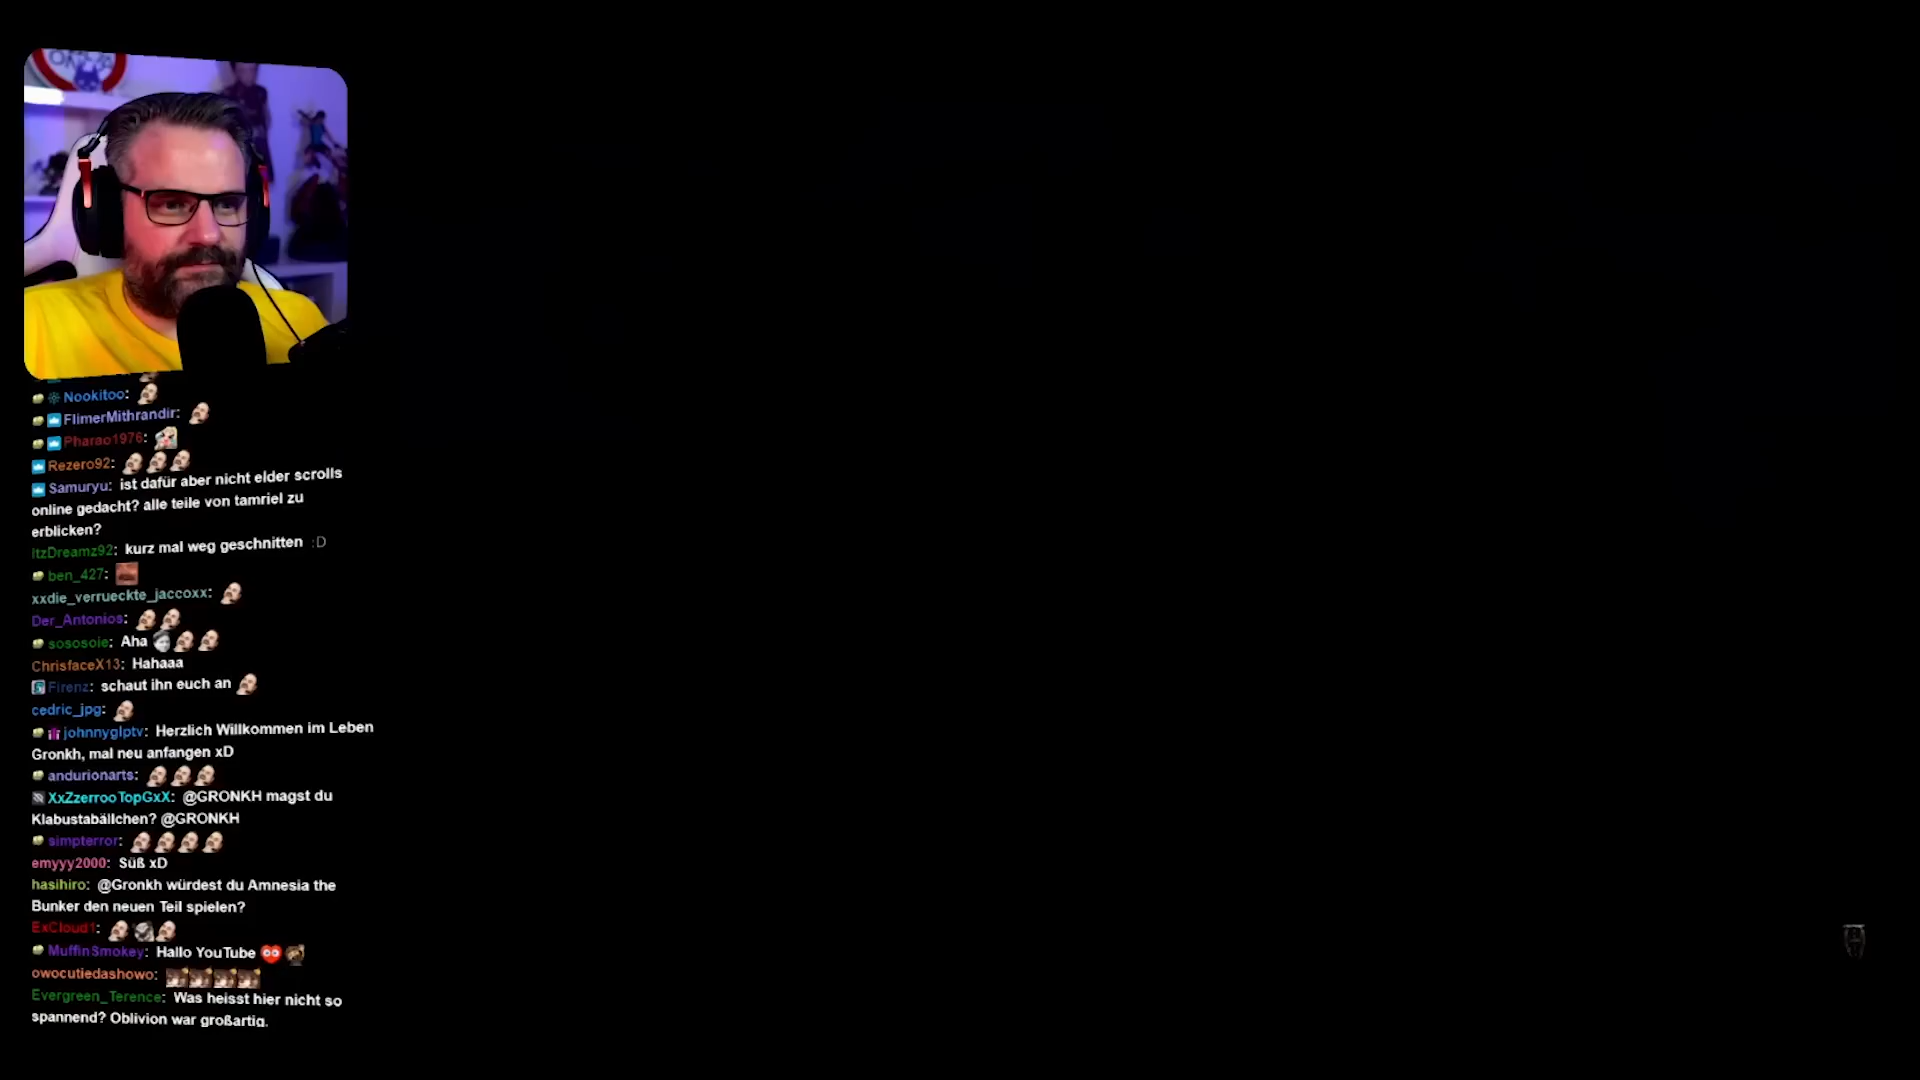 Nookitoo:
FlimerMithrandir:
Pharao1976:
Rezero92:
Samuryu: ist dafür aber nicht elder scrolls
online gedacht? alle teile von tamriel zu
erblicken?
ItzDreamz92: kurz mal weg geschnitten :D
ben_427:
xxdie_verrueckte_jaccoxx:
Der_Antonios:
sososoie: Aha
ChrisfaceX13: Hahaaa
Firenz: schaut ihn euch an
cedric_jpg:
johnnyglptv: Herzlich Willkommen im Leben
Gronkh, mal neu anfangen xD
andurionarts:
XxZzerrooTopGxX: @GRONKH magst du
Klabustabällchen? @GRONKH
simpterror:
emyyy2000: Süß xD
hasihiro: @Gronkh würdest du Amnesia the
Bunker den neuen Teil spielen?
ExCloud1:
MuffinSmokey: Hallo YouTube
owocutiedashowo:
Evergreen_Terence: Was heisst hier nicht so
spannend? Oblivion war großartig.